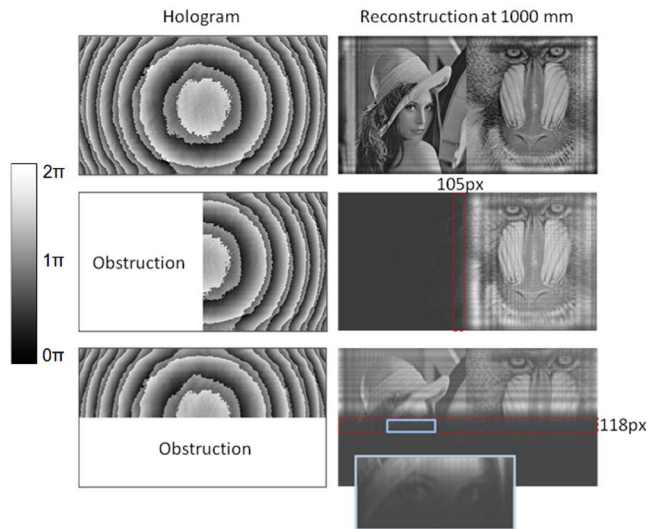 Hologram
Reconstruction at 1000 mm
105px
2π
1π
0π
Obstruction
Obstruction
118px